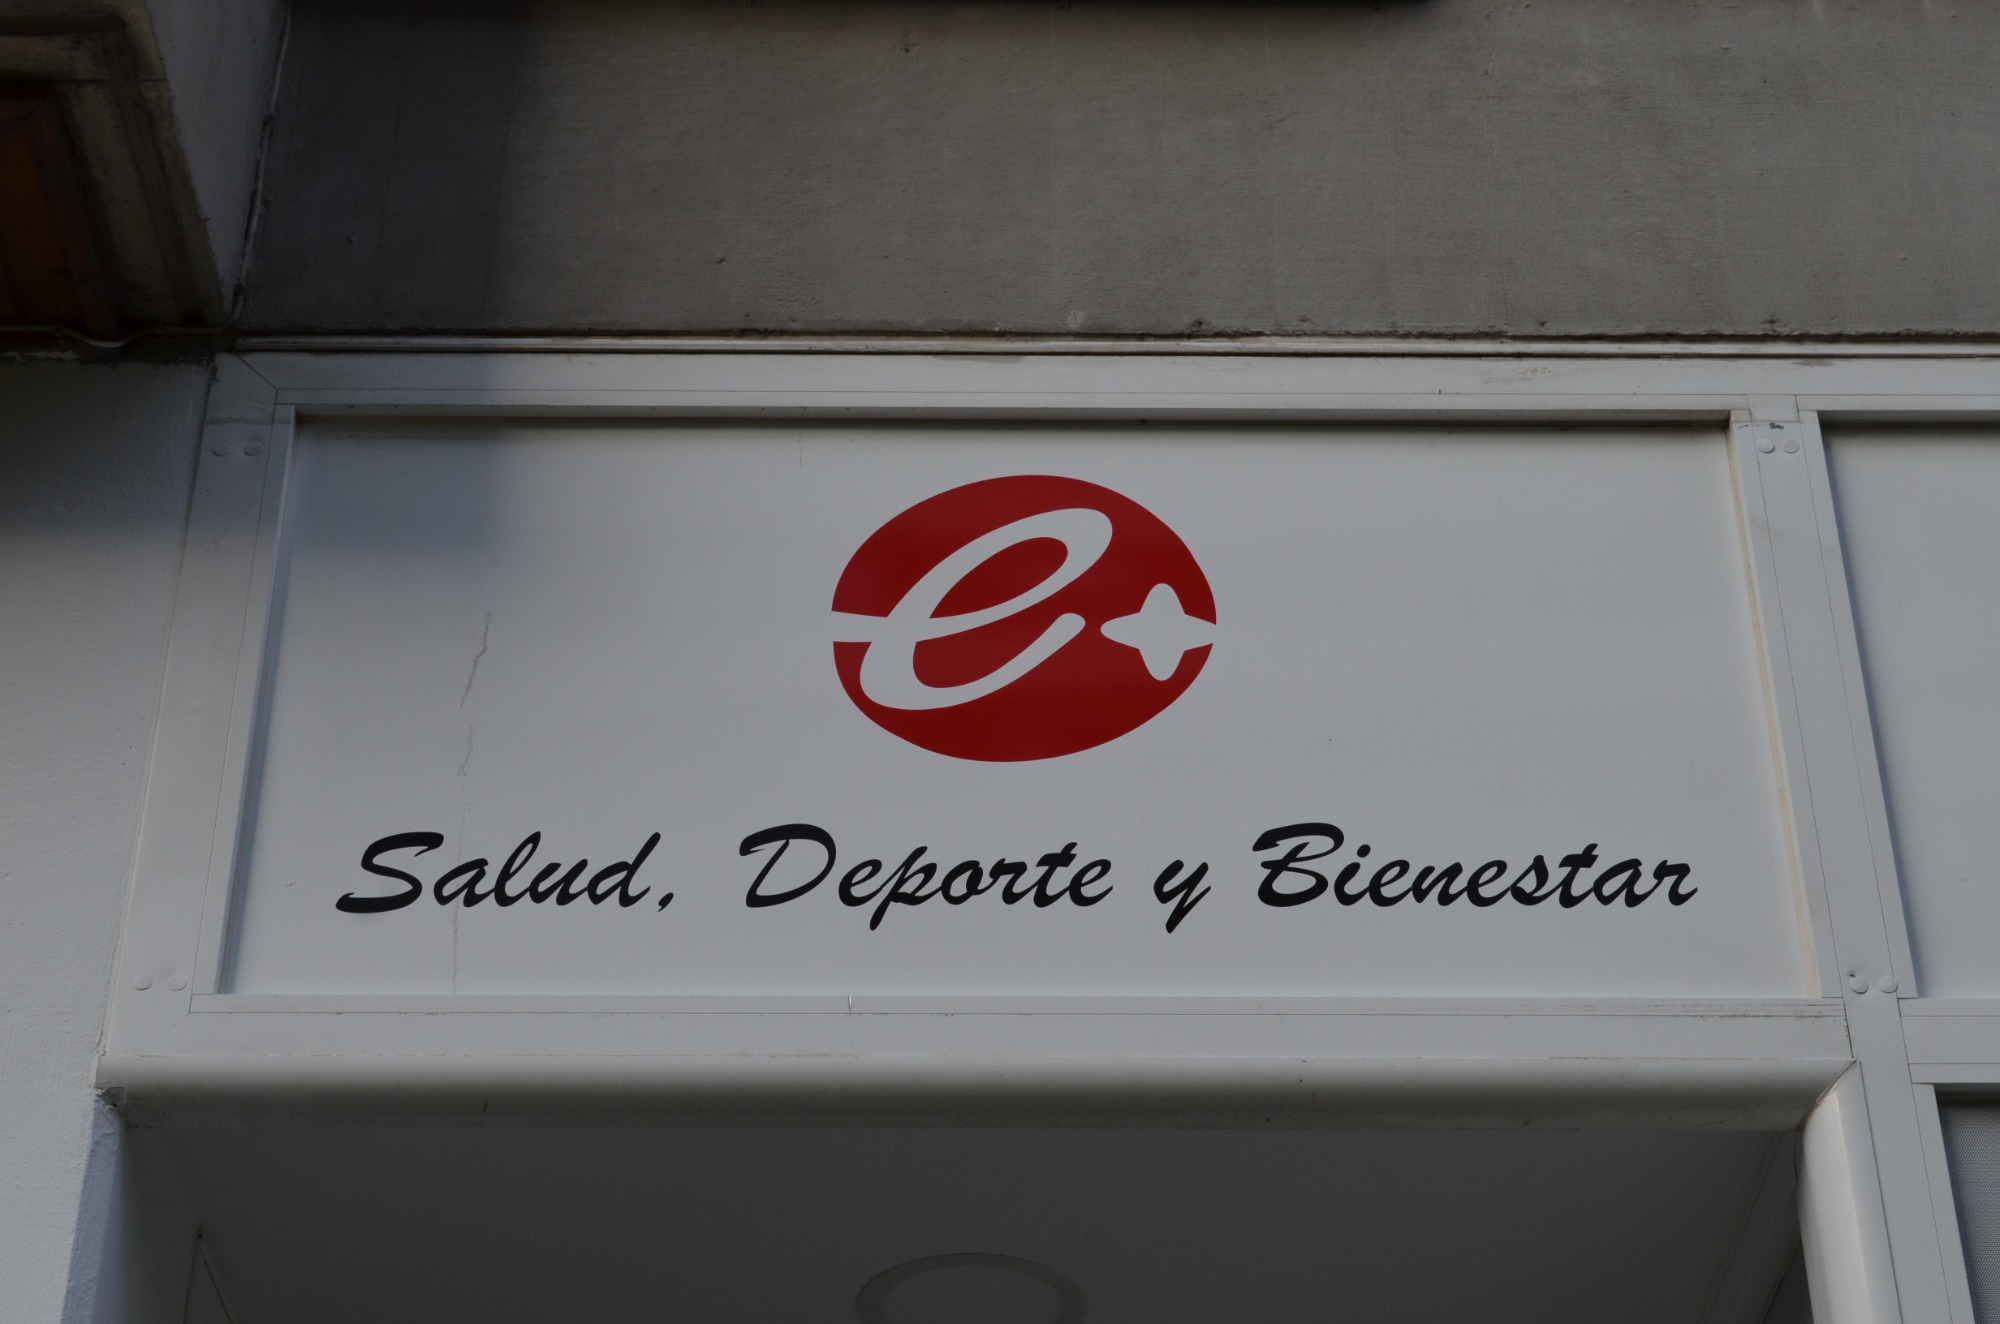 e
Salud, Deporte y Bienestar